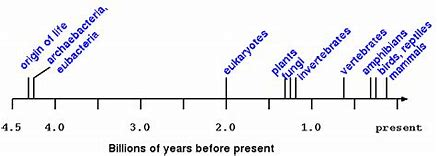 origin of life
archaebacteria,
eubacteria
eukaryotes
plants
fungi
invertebrates
vertebrates
amphibians
birds, reptiles
mammals
4.5 4.0 3.0 2.0 1.0 present
Billions of years before present